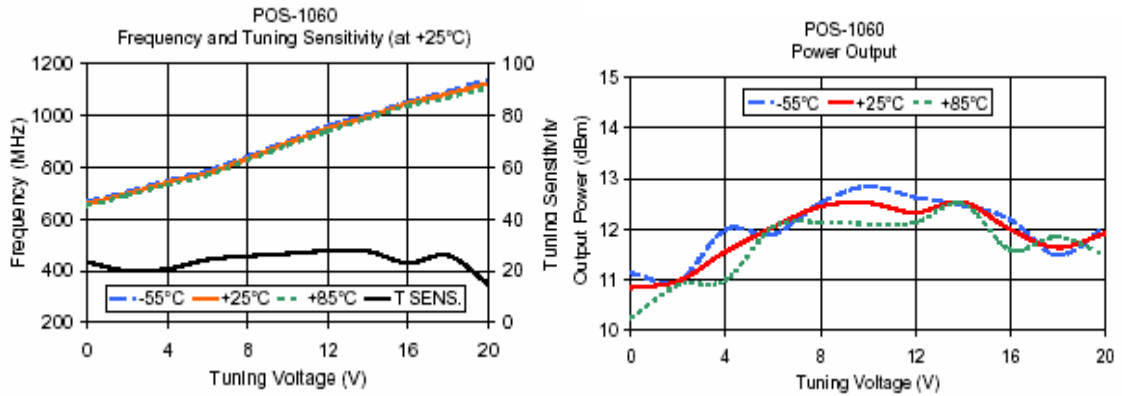 POS-1060
Frequency and Tuning Sensitivity (at +25°C)
1200
1000
800
600
400
200
Frequency (MHz)
100
80
60
40
20
0
Tuning Sensitivity
-55°C +25°C +85°C T SENS.
0 4 8 12 16 20
Tuning Voltage (V)
POS-1060
Power Output
15
14
13
12
11
10
Output Power (dBm)
-55°C +25°C +85°C
0 4 8 12 16 20
Tuning Voltage (V)